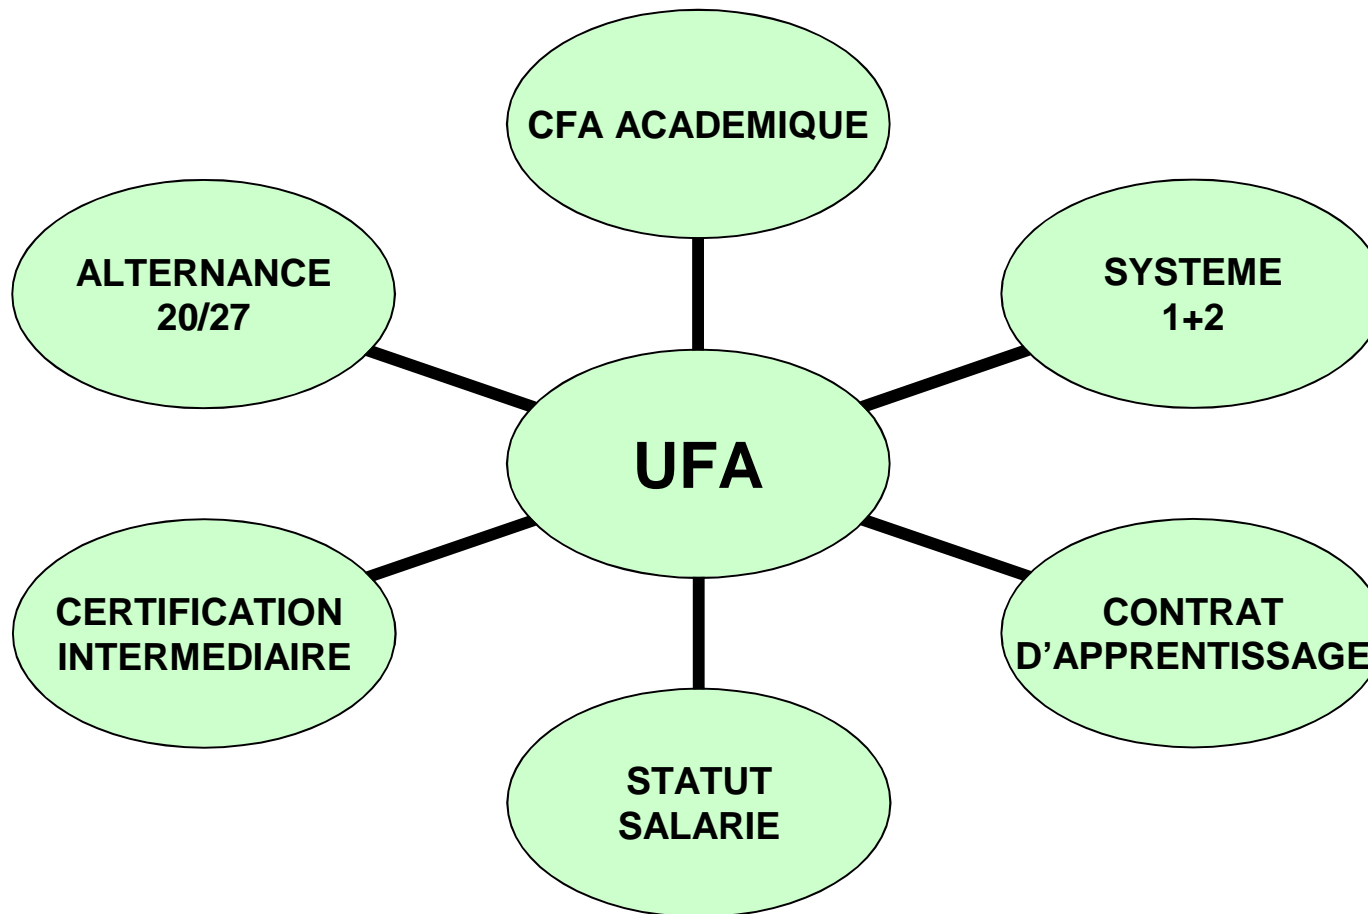 CFA ACADEMIQUE
ALTERNANCE
20/27
SYSTEME
1+2
UFA
CERTIFICATION
INTERMEDIAIRE
CONTRAT
D’APPRENTISSAGE
STATUT
SALARIE